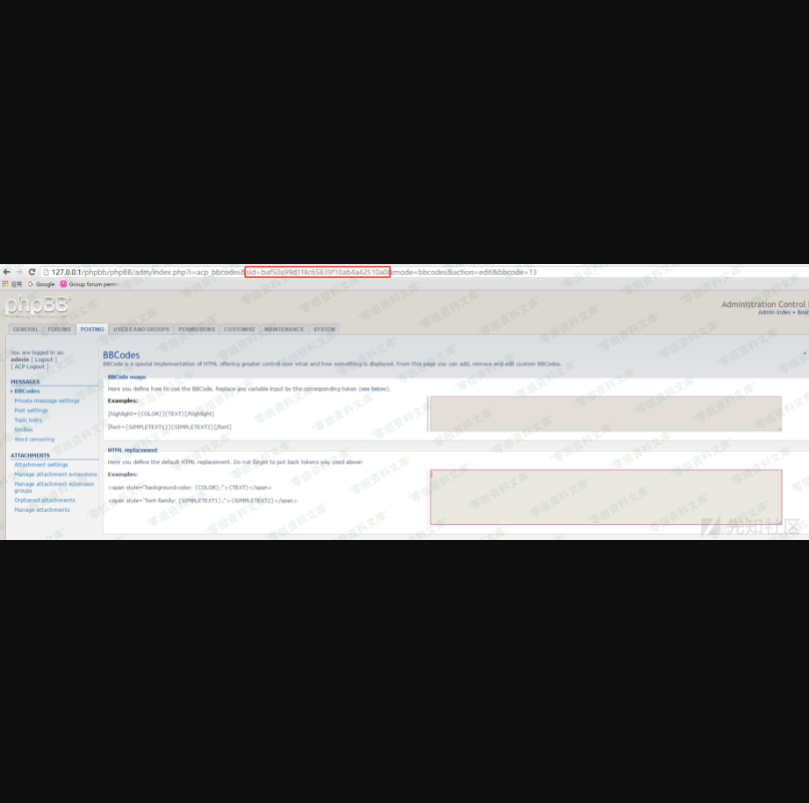 127.0.0.1/phpbb/phpBB/adm/index.php?i=acp_bbcodes&sid=baf50a99d1f4c65839f10ab4a42510a0&mode=bbcodes&action=edit&bbcode=13
应用 Google Group forum perm
phpBB
Administration Control
Admin index •
GENERAL FORUMS POSTING USERS AND GROUPS PERMISSIONS CUSTOMISE MAINTENANCE SYSTEM
You are logged in as:
admin [ Logout ]
[ ACP Logout ]
MESSAGES
BBCodes
Private message settings
Post settings
Topic icons
Smilies
Word censoring
ATTACHMENTS
Attachment settings
Manage attachment extensions
Manage attachment extension
groups
Orphaned attachments
Manage attachments
BBCodes
BBCode is a special implementation of HTML offering greater control over what and how something is displayed. From this page you can add, remove and edit custom BBCodes.
BBCode usage
Here you define how to use the BBCode. Replace any variable input by the corresponding token (see below).
Examples:
[highlight={COLOR}]{TEXT}[/highlight]
[font={SIMPLETEXT1}]{SIMPLETEXT2}[/font]
HTML replacement
Here you define the default HTML replacement. Do not forget to put back tokens you used above!
Examples:
<span style="background-color: {COLOR};">{TEXT}</span>
<span style="font-family: {SIMPLETEXT1};">{SIMPLETEXT2}</span>
零组资料文库
先知社区